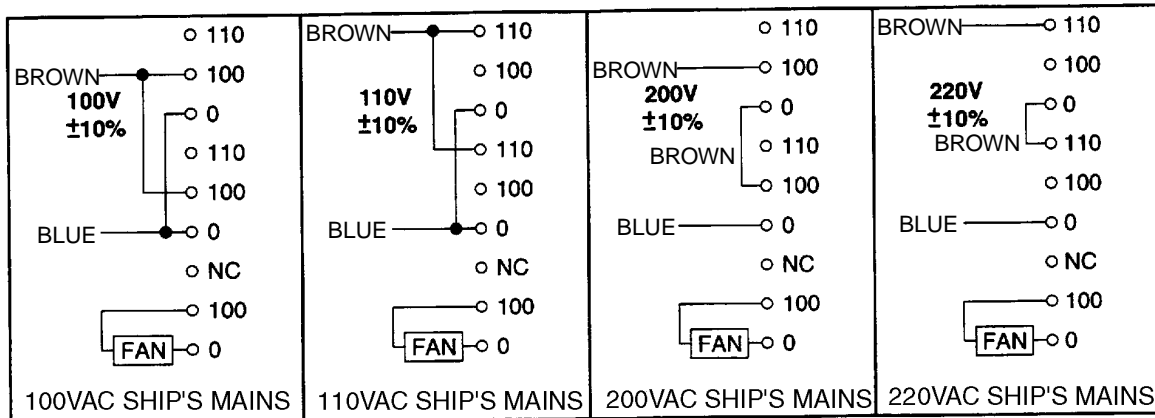 110
BROWN 100
100V
±10%
0
110
100
BLUE 0
NC
100
FAN 0
100VAC SHIP'S MAINS
BROWN 110
100
110V
±10%
0
110
100
BLUE 0
NC
100
FAN 0
110VAC SHIP'S MAINS
110
BROWN 100
200V
±10%
0
BROWN 110
100
BLUE 0
NC
100
FAN 0
200VAC SHIP'S MAINS
BROWN 110
100
220V
±10%
0
BROWN 110
100
BLUE 0
NC
100
FAN 0
220VAC SHIP'S MAINS